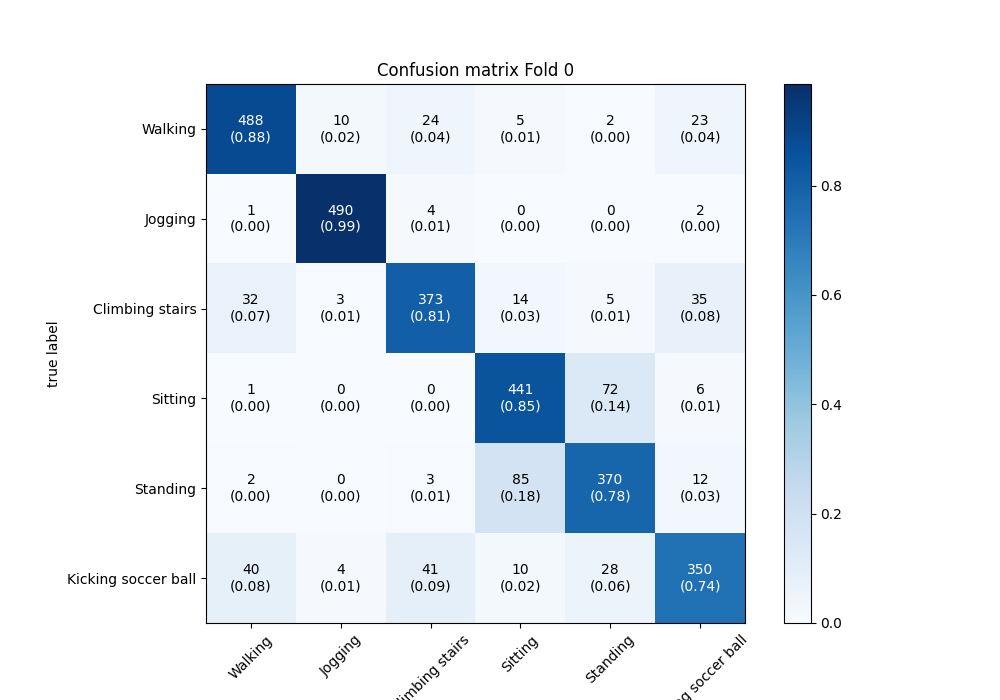 Confusion matrix Fold 0
Walking
488 10 24 5 2 23
(0.88) (0.02) (0.04) (0.01) (0.00) (0.04)
Jogging
1 490 4 0 0 2
(0.00) (0.99) (0.01) (0.00) (0.00) (0.00)
Climbing stairs
32 3 373 14 5 35
(0.07) (0.01) (0.81) (0.03) (0.01) (0.08)
Sitting
1 0 0 441 72 6
(0.00) (0.00) (0.00) (0.85) (0.14) (0.01)
Standing
2 0 3 85 370 12
(0.00) (0.00) (0.01) (0.18) (0.78) (0.03)
Kicking soccer ball
40 4 41 10 28 350
(0.08) (0.01) (0.09) (0.02) (0.06) (0.74)
true label
Walking
Jogging
limbing stairs
Sitting
Standing
g soccer ball
0.8
0.6
0.4
0.2
0.0